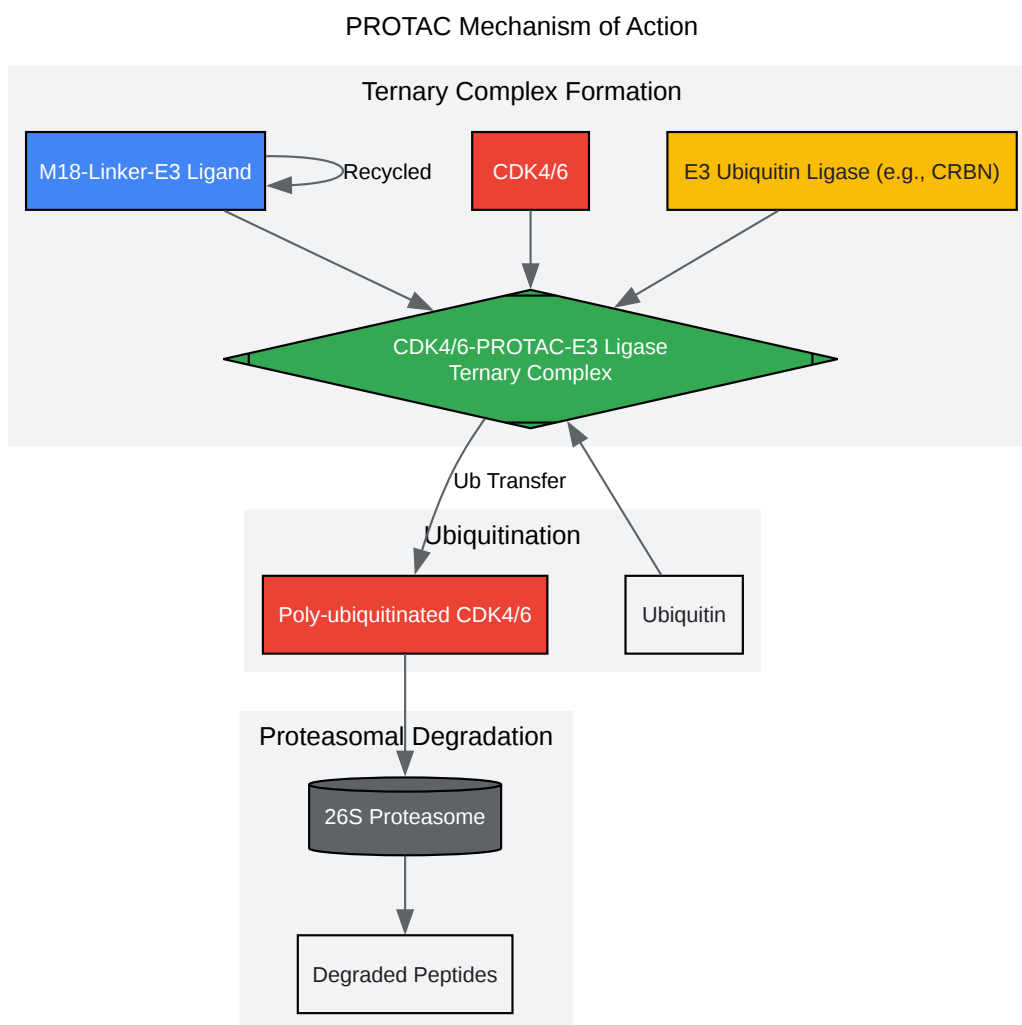 PROTAC Mechanism of Action
Ternary Complex Formation
M18-Linker-E3 Ligand
Recycled
CDK4/6
E3 Ubiquitin Ligase (e.g., CRBN)
CDK4/6-PROTAC-E3 Ligase
Ternary Complex
Ub Transfer
Ubiquitination
Poly-ubiquitinated CDK4/6
Ubiquitin
Proteasomal Degradation
26S Proteasome
Degraded Peptides